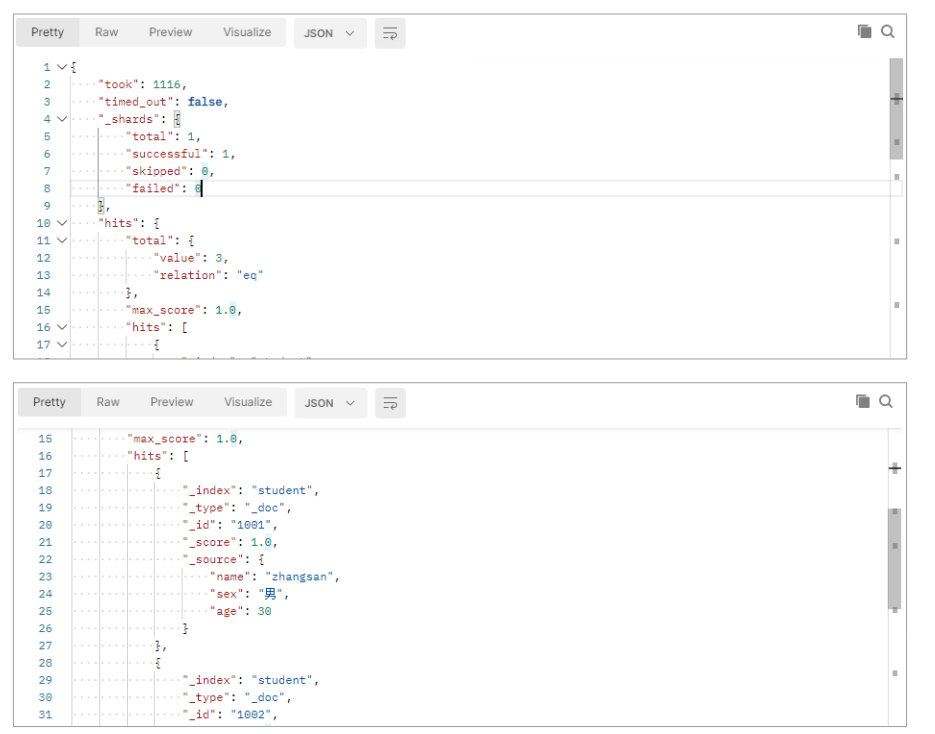 Pretty Raw Preview Visualize JSON
1 {
2 "took": 1116,
3 "timed_out": false,
4 "_shards": {
5 "total": 1,
6 "successful": 1,
7 "skipped": 0,
8 "failed": 0
9 },
10 "hits": {
11 "total": {
12 "value": 3,
13 "relation": "eq"
14 },
15 "max_score": 1.0,
16 "hits": [
17 {
Pretty Raw Preview Visualize JSON
15 "max_score": 1.0,
16 "hits": [
17 {
18 "_index": "student",
19 "_type": "_doc",
20 "_id": "1001",
21 "_score": 1.0,
22 "_source": {
23 "name": "zhangsan",
24 "sex": "男",
25 "age": 30
26 }
27 },
28 {
29 "_index": "student",
30 "_type": "_doc",
31 "_id": "1002",